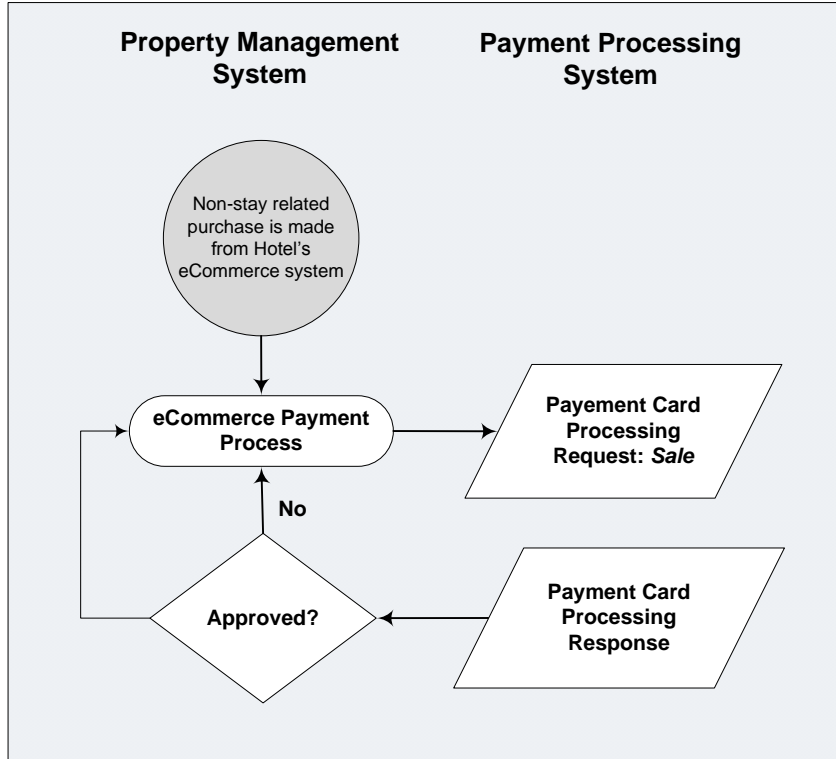 Property Management
System
Payment Processing
System
Non-stay related
purchase is made
from Hotel's
eCommerce system
eCommerce Payment
Process
Payement Card
Processing
Request: Sale
No
Approved?
Payment Card
Processing
Response